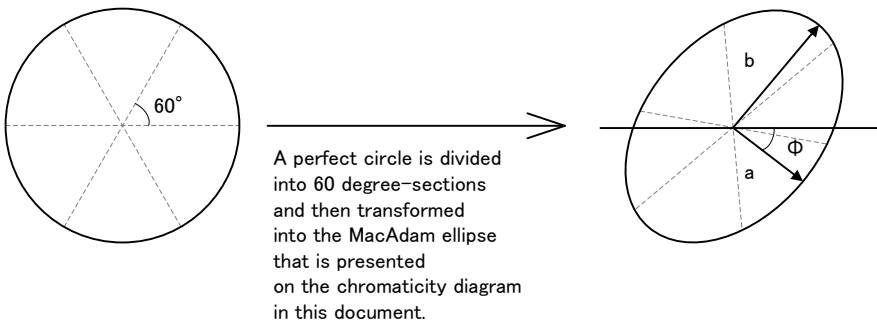 60°
A perfect circle is divided
into 60 degree-sections
and then transformed
into the MacAdam ellipse
that is presented
on the chromaticity diagram
in this document.
b
Φ
a